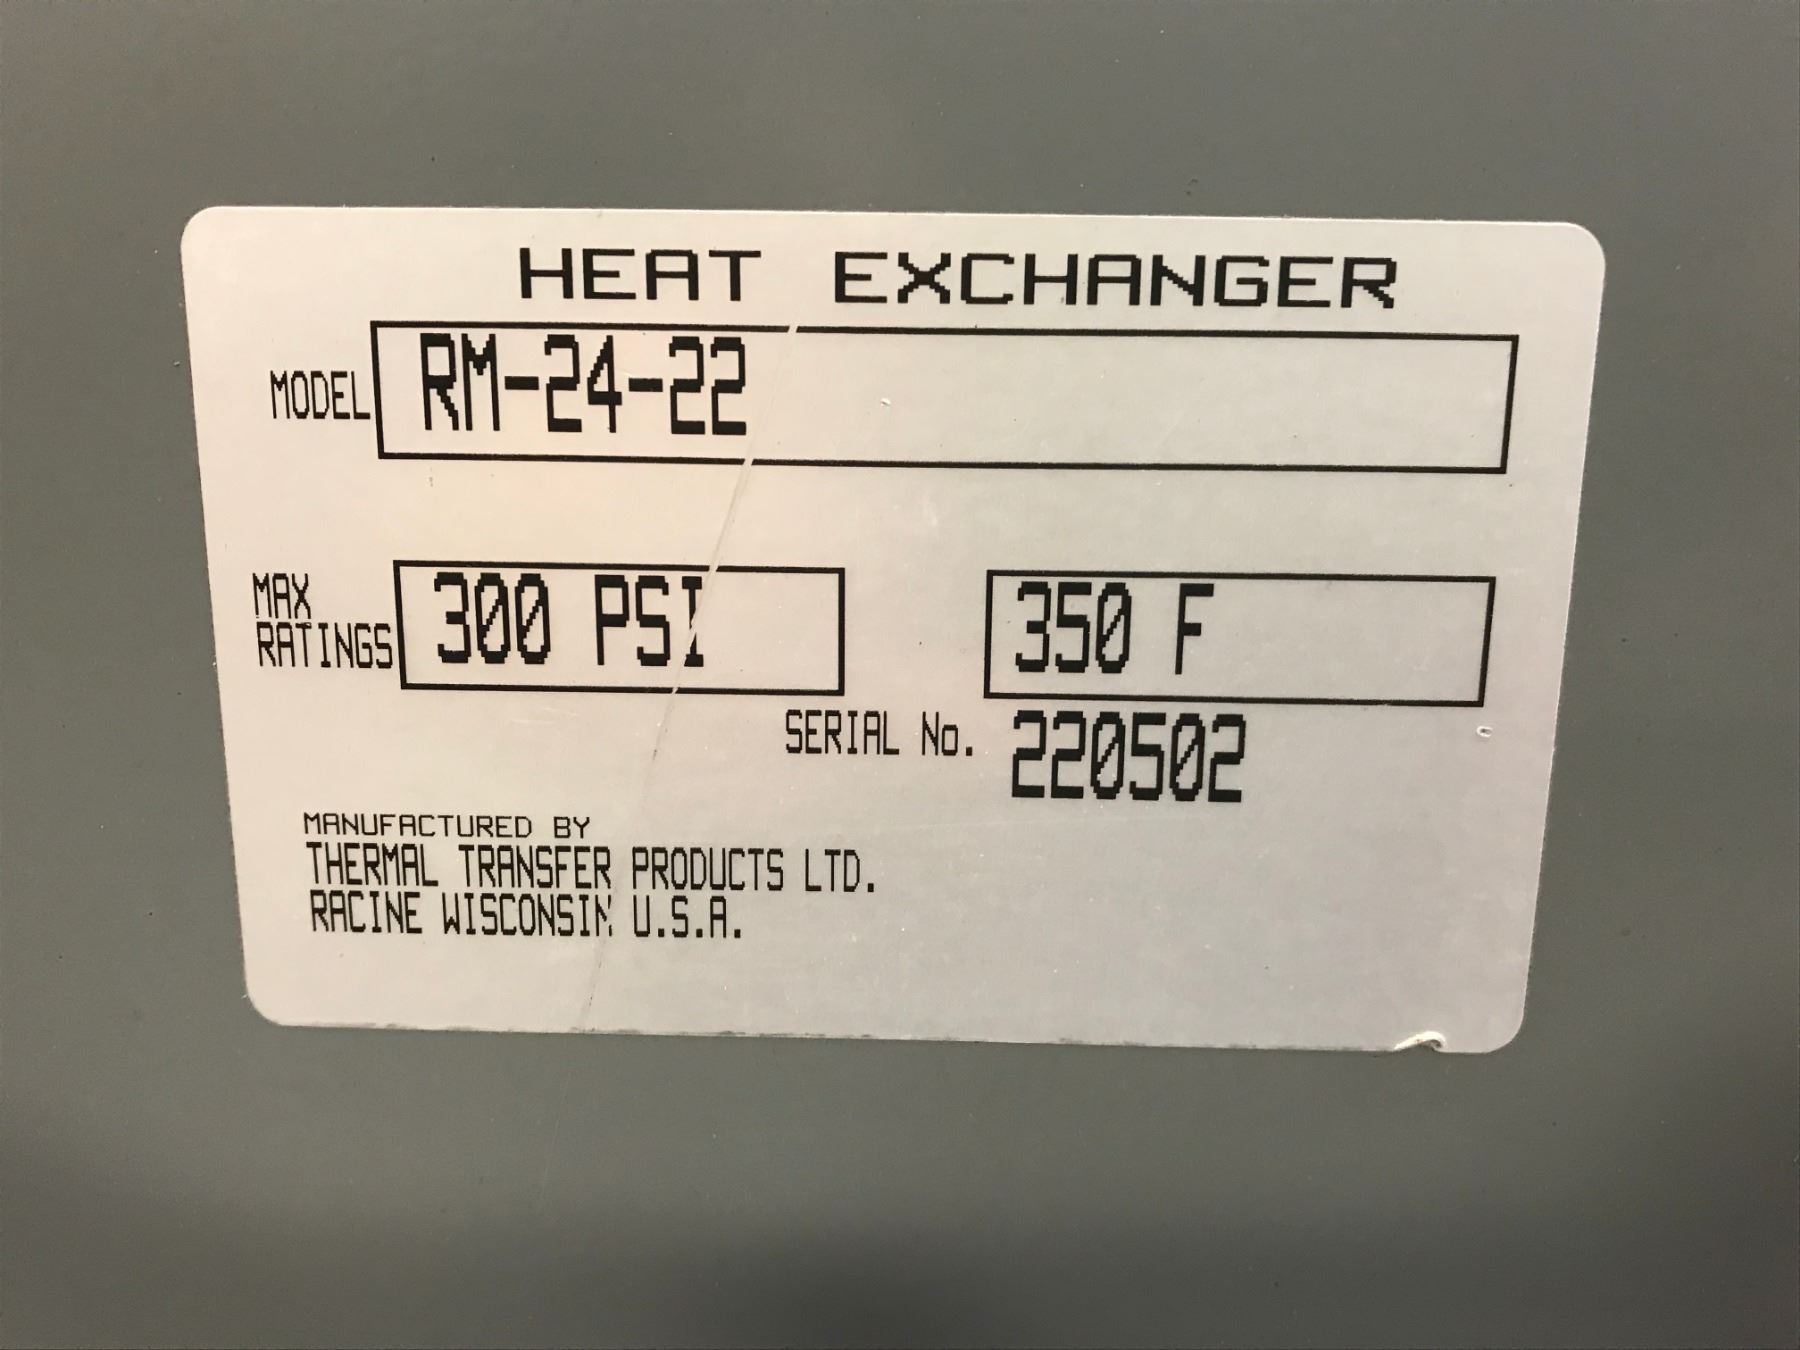 HEAT EXCHANGER
MODEL RM-24-22
MAX RATINGS 300 PSI 350 F
SERIAL No. 220502
MANUFACTURED BY
THERMAL TRANSFER PRODUCTS LTD.
RACINE WISCONSIN U.S.A.